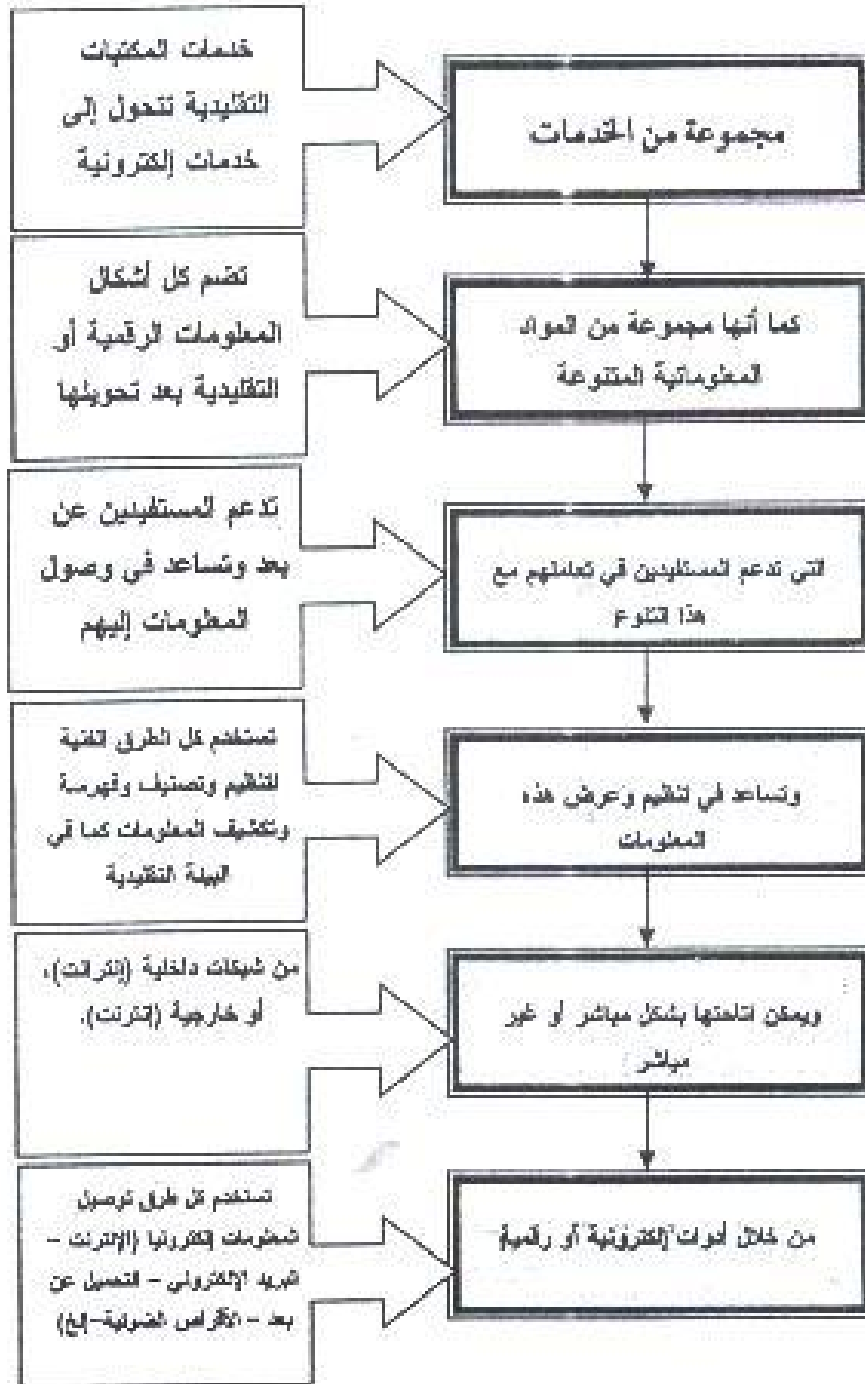 مجموعة من الخدمات
خدمات المكتبات
التقليدية تتحول إلى
خدمات إلكترونية
كما أنها مجموعة من المواد
المعلوماتية المتنوعة
تضم كل أشكال
المعلومات الرقمية أو
التقليدية بعد تحويلها
التي تدعم المستفيدين في تعاملهم مع
هذا التنوع
تدعم المستفيدين عن
بعد وتساعد في وصول
المعلومات إليهم
وتساعد في تنظيم وعرض هذه
المعلومات
تستخدم كل الطرق الفنية
لتنظيم وتصنيف وفهرسة
وتكشيف المعلومات كما في
البيئة التقليدية
ويمكن اتاحتها بشكل مباشر أو غير
مباشر
من شبكات داخلية (إنترانت)،
أو خارجية (إنترنت).
من خلال أدوات إلكترونية أو رقمية
تستخدم كل طرق توصيل
المعلومات إلكترونيا (الإنترنت –
البريد الإلكتروني – التحميل عن
بعد – الأقراص الضوئية–إلخ)